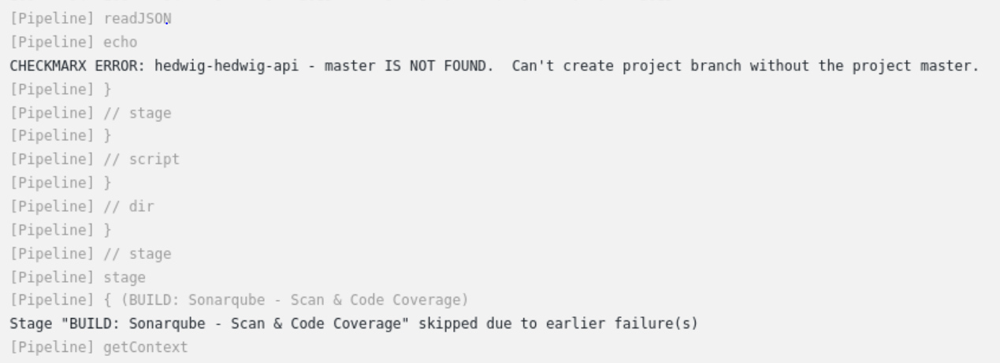 [Pipeline] readJSON
[Pipeline] echo
CHECKMARX ERROR: hedwig-hedwig-api - master IS NOT FOUND.  Can't create project branch without the project master.
[Pipeline] }
[Pipeline] // stage
[Pipeline] }
[Pipeline] // script
[Pipeline] }
[Pipeline] // dir
[Pipeline] }
[Pipeline] // stage
[Pipeline] stage
[Pipeline] { (BUILD: Sonarqube - Scan & Code Coverage)
Stage "BUILD: Sonarqube - Scan & Code Coverage" skipped due to earlier failure(s)
[Pipeline] getContext